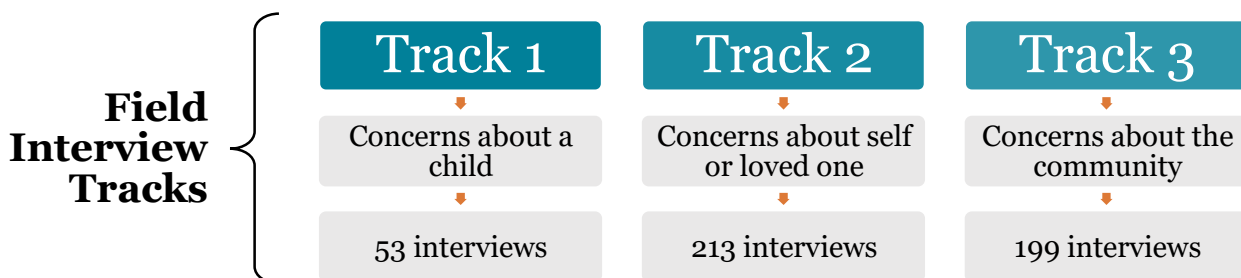 Field
Interview
Tracks
Track 1
Concerns about a
child
53 interviews
Track 2
Concerns about self
or loved one
213 interviews
Track 3
Concerns about the
community
199 interviews